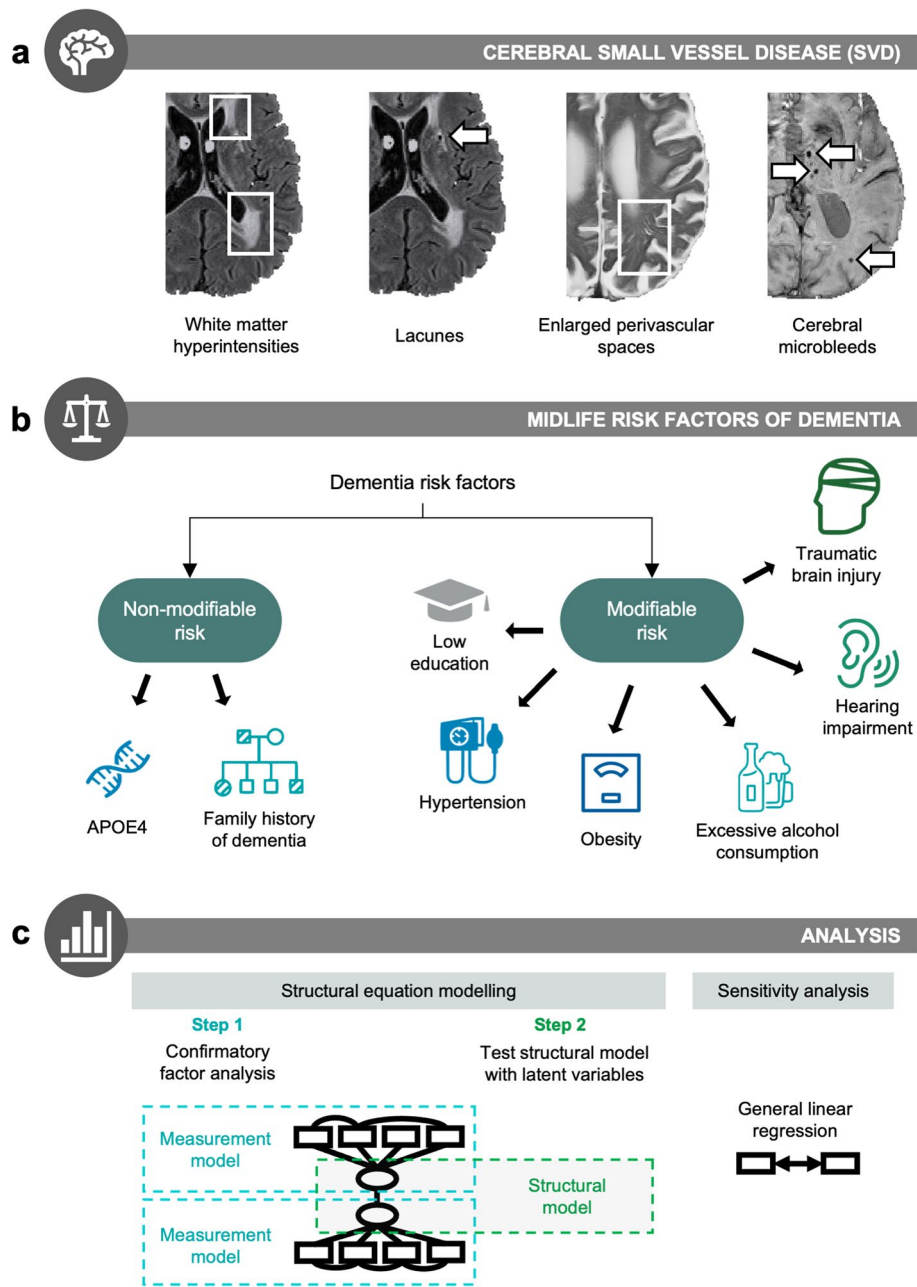 a
CEREBRAL SMALL VESSEL DISEASE (SVD)
White matter
hyperintensities
Lacunes
Enlarged perivascular
spaces
Cerebral
microbleeds
b
MIDLIFE RISK FACTORS OF DEMENTIA
Dementia risk factors
Non-modifiable
risk
Modifiable
risk
Traumatic
brain injury
Low
education
Hearing
impairment
APOE4
Family history
of dementia
Hypertension
Obesity
Excessive alcohol
consumption
c
ANALYSIS
Structural equation modelling
Sensitivity analysis
Step 1
Confirmatory
factor analysis
Step 2
Test structural model
with latent variables
General linear
regression
Measurement
model
Structural
model
Measurement
model